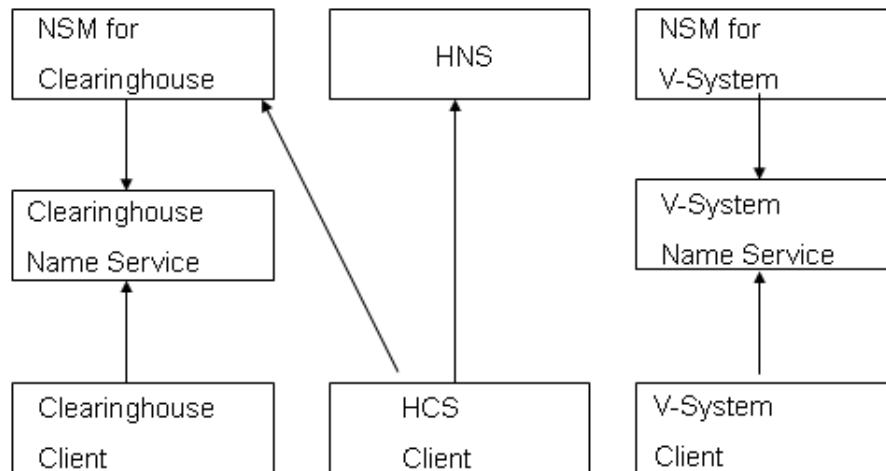 NSM for
Clearinghouse
HNS
NSM for
V-System
Clearinghouse
Name Service
V-System
Name Service
Clearinghouse
Client
HCS
Client
V-System
Client